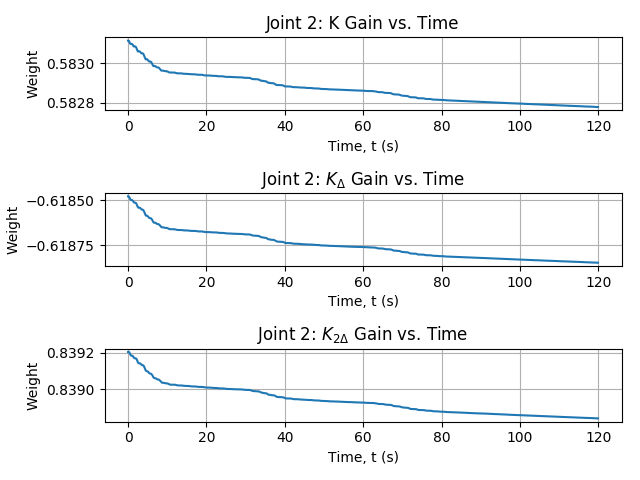 Joint 2: K Gain vs. Time
Weight
0.5830
0.5828
0 20 40 60 80 100 120
Time, t (s)
Joint 2: K_Δ Gain vs. Time
Weight
−0.61850
−0.61875
0 20 40 60 80 100 120
Time, t (s)
Joint 2: K_2Δ Gain vs. Time
Weight
0.8392
0.8390
0 20 40 60 80 100 120
Time, t (s)